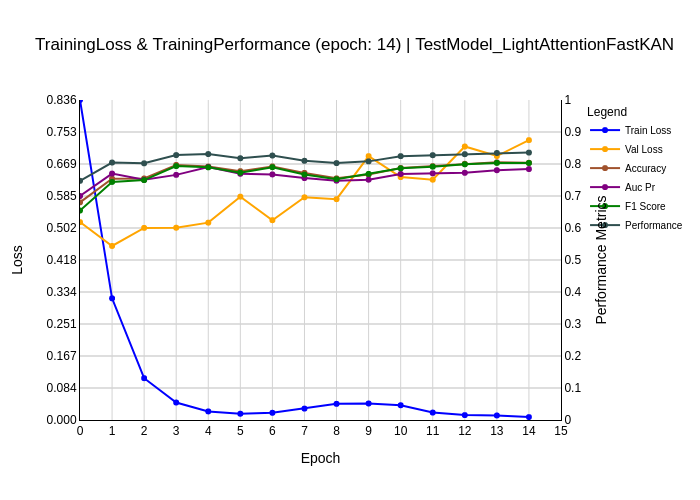 TrainingLoss & TrainingPerformance (epoch: 14) | TestModel_LightAttentionFastKAN
0.836
0.753
0.669
0.585
0.502
0.418
0.334
0.251
0.167
0.084
0.000
Loss
1
0.9
0.8
0.7
0.6
0.5
0.4
0.3
0.2
0.1
0
Performance Metrics
Legend
Train Loss
Val Loss
Accuracy
Auc Pr
F1 Score
Performance
0 1 2 3 4 5 6 7 8 9 10 11 12 13 14 15
Epoch